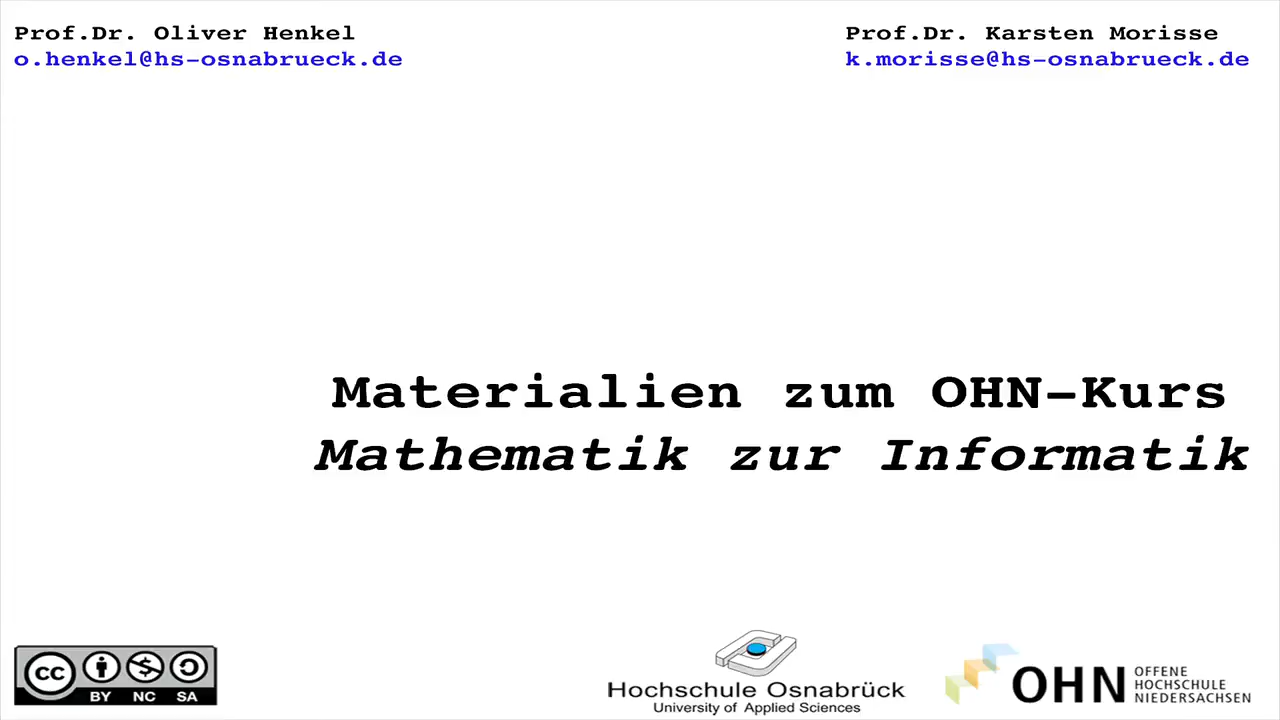 Prof.Dr. Oliver Henkel
o.henkel@hs-osnabrueck.de
Prof.Dr. Karsten Morisse
k.morisse@hs-osnabrueck.de
Materialien zum OHN-Kurs
Mathematik zur Informatik
cc
BY NC SA
Hochschule Osnabrück
University of Applied Sciences
OHN
OFFENE
HOCHSCHULE
NIEDERSACHSEN